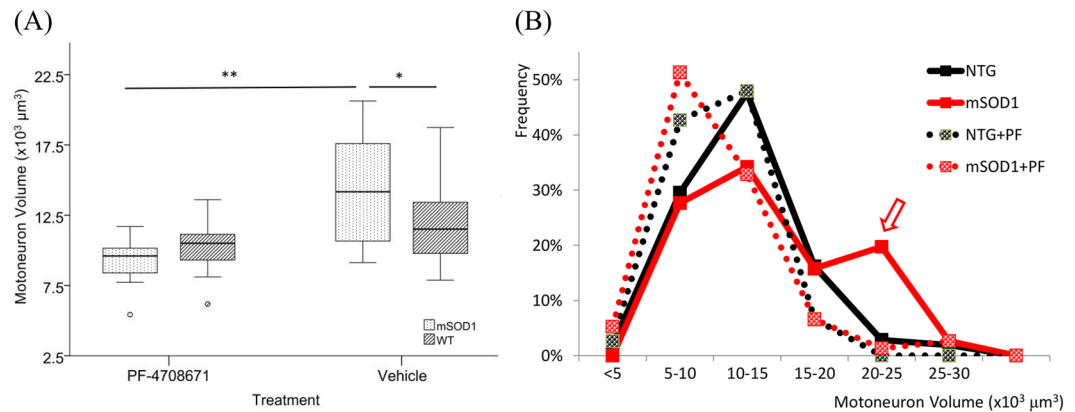 (A)
(B)
**
*
22.5
17.5
12.5
7.5
2.5
Motoneuron Volume (x10³ µm³)
mSOD1
WT
PF-4708671
Vehicle
Treatment
Frequency
50%
40%
30%
20%
10%
0%
NTG
mSOD1
NTG+PF
mSOD1+PF
<5
5-10
10-15
15-20
20-25
25-30
Motoneuron Volume (x10³ µm³)